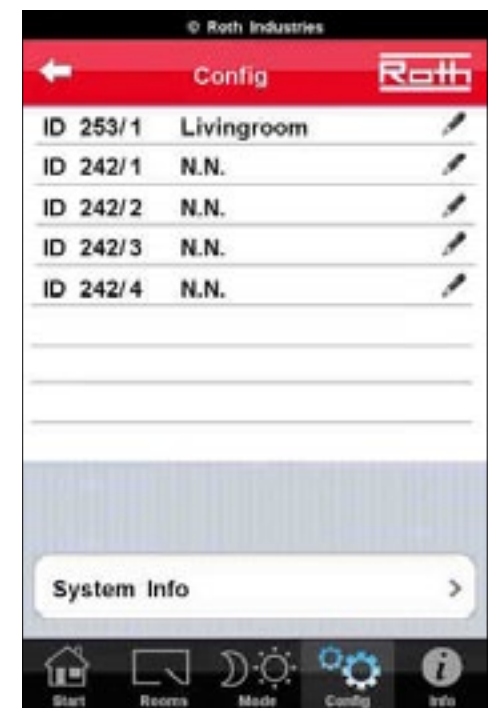 © Roth Industries
Config
Roth
ID 253/1 Livingroom
ID 242/1 N.N.
ID 242/2 N.N.
ID 242/3 N.N.
ID 242/4 N.N.
System Info
Start Rooms Mode Config Info